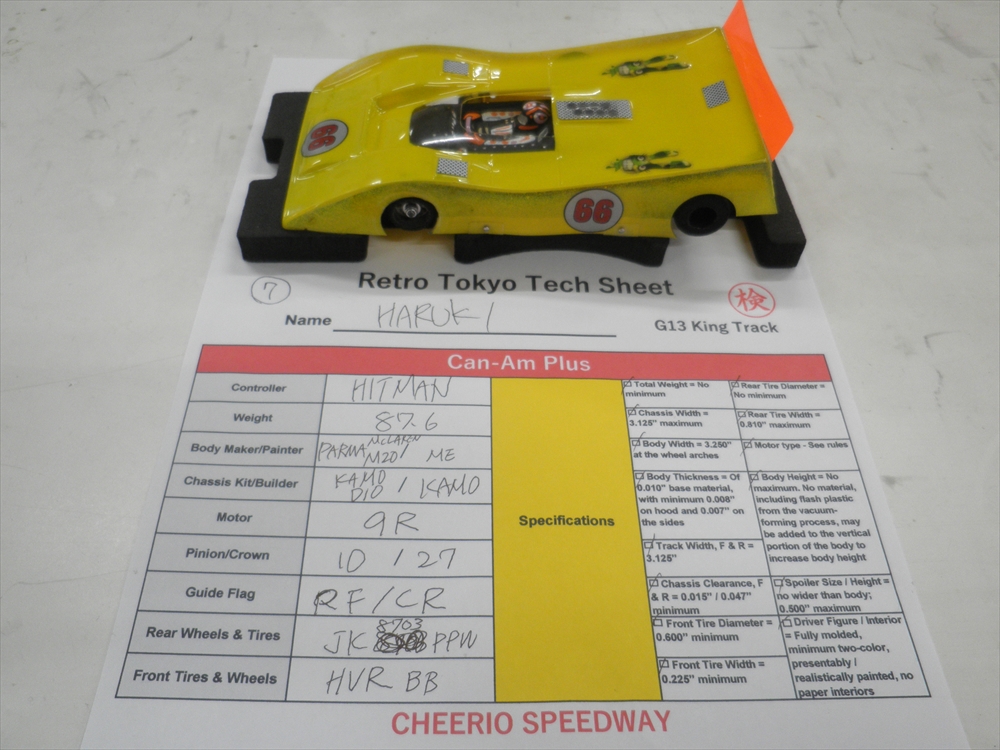 66
66
Retro Tokyo Tech Sheet
7
検
Name HARUKI
G13 King Track
Can-Am Plus
Controller HITMAN
Weight 87.6
Body Maker/Painter PARMA McLAREN M20 / ME
Chassis Kit/Builder KAMO D10 / KAMO
Motor 9R
Pinion/Crown 10 / 27
Guide Flag RF/CR
Rear Wheels & Tires JK 8703 PPW
Front Tires & Wheels HVR BB
Specifications
Total Weight = No
minimum
Chassis Width =
3.125" maximum
Body Width = 3.250"
at the wheel arches
Body Thickness = Of
0.010" base material,
with minimum 0.008"
on hood and 0.007" on
the sides
Track Width, F & R =
3.125"
Chassis Clearance, F
& R = 0.015" / 0.047"
minimum
Front Tire Diameter =
0.600" minimum
Front Tire Width =
0.225" minimum
Rear Tire Diameter =
No minimum
Rear Tire Width =
0.810" maximum
Motor type - See rules
Body Height = No
maximum. No material,
including flash plastic
from the vacuum-
forming process, may
be added to the vertical
portion of the body to
increase body height
Spoiler Size / Height =
no wider than body;
0.500" maximum
Driver Figure / Interior
= Fully molded,
minimum two-color,
presentably /
realistically painted, no
paper interiors
CHEERIO SPEEDWAY